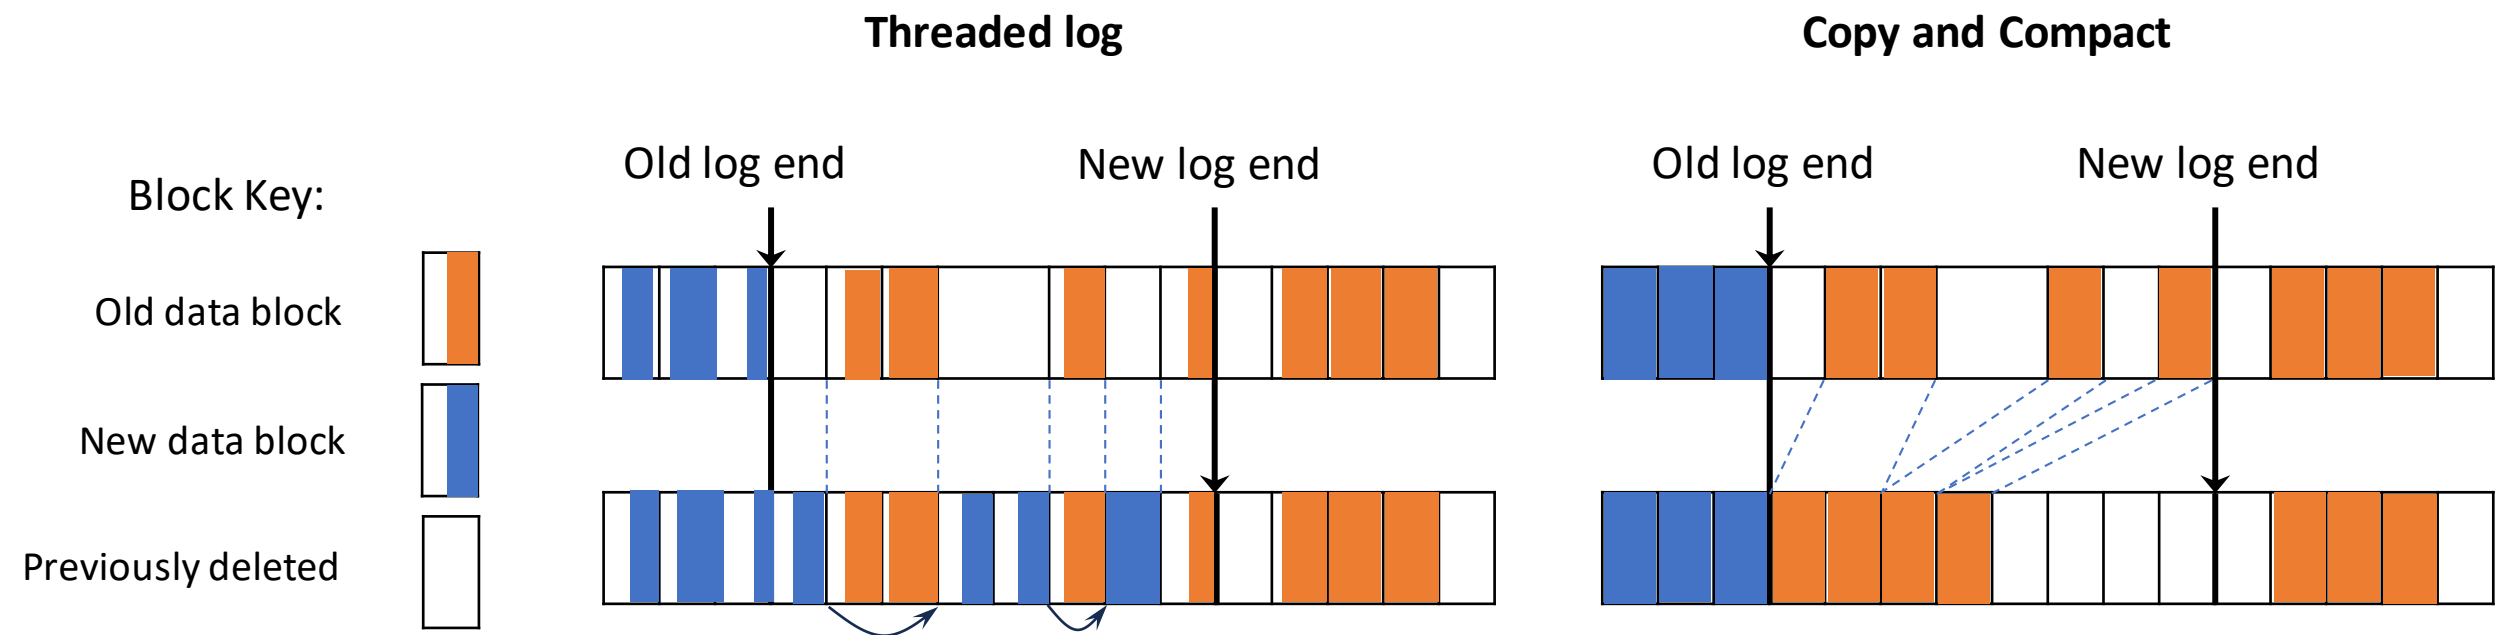 Threaded log
Copy and Compact
Old log end
New log end
Old log end
New log end
Block Key:
Old data block
New data block
Previously deleted